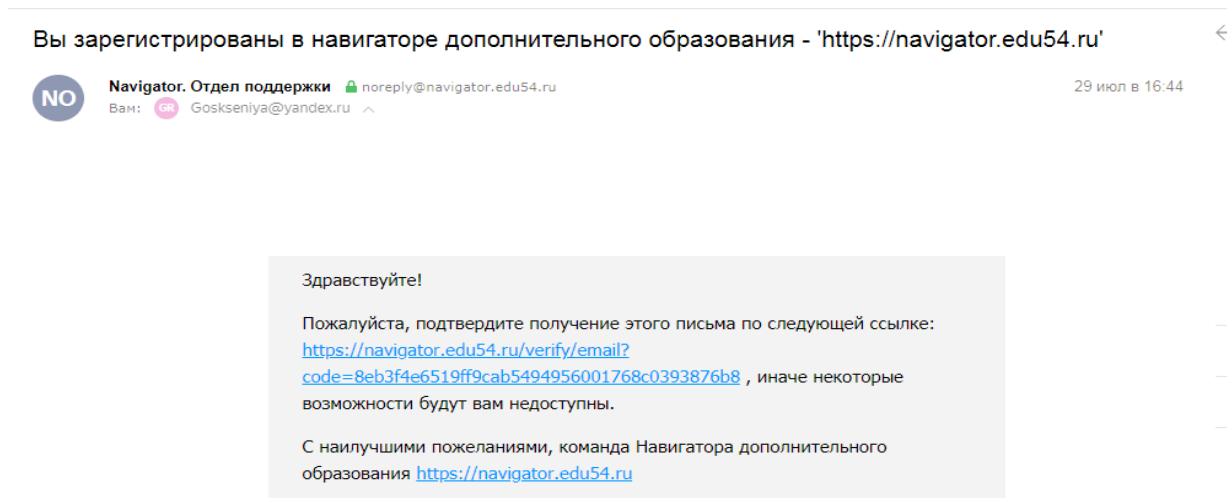 Вы зарегистрированы в навигаторе дополнительного образования - 'https://navigator.edu54.ru'
NO
Navigator. Отдел поддержки noreply@navigator.edu54.ru
29 июл в 16:44
Вам: GR Goskseniya@yandex.ru
Здравствуйте!
Пожалуйста, подтвердите получение этого письма по следующей ссылке:
https://navigator.edu54.ru/verify/email?
code=8eb3f4e6519ff9cab5494956001768c0393876b8 , иначе некоторые
возможности будут вам недоступны.
С наилучшими пожеланиями, команда Навигатора дополнительного
образования https://navigator.edu54.ru